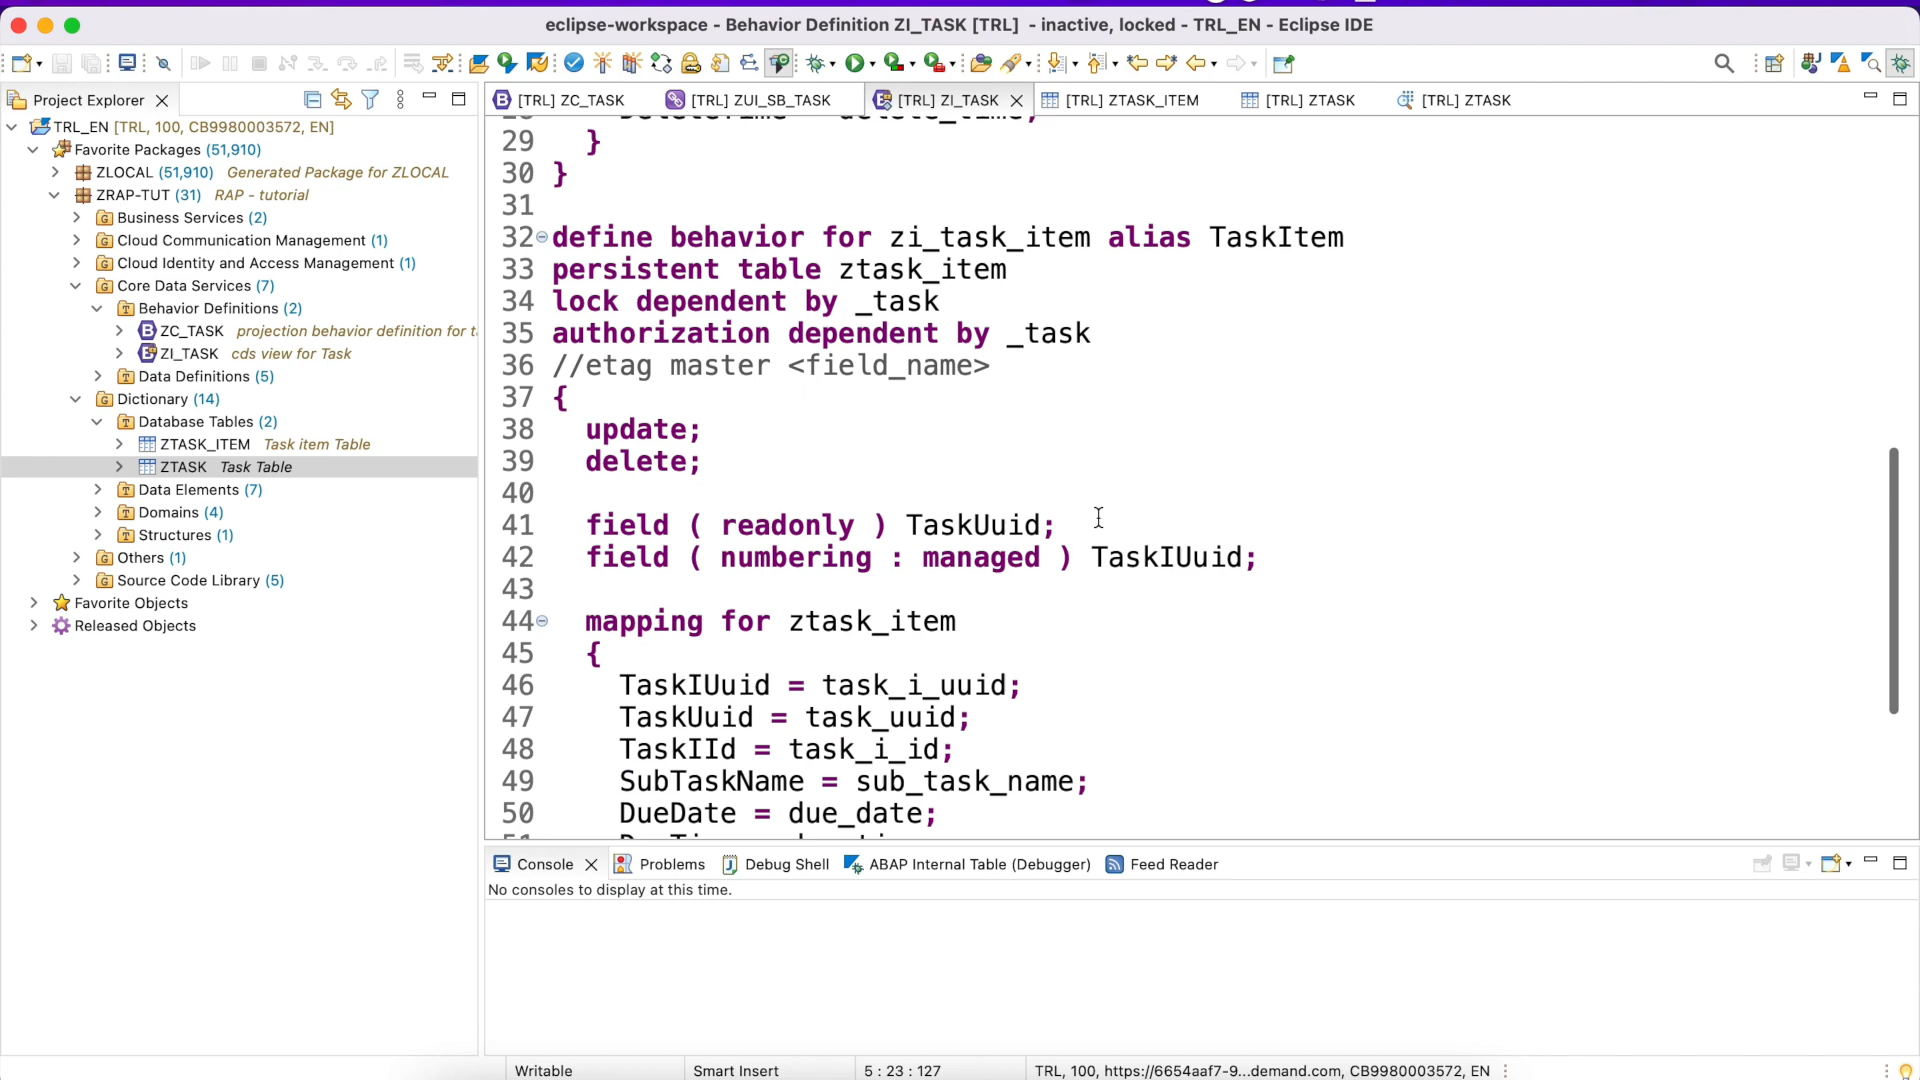 eclipse-workspace - Behavior Definition ZI_TASK [TRL] - inactive, locked - TRL_EN - Eclipse IDE
Project Explorer
[TRL] ZC_TASK
[TRL] ZUI_SB_TASK
[TRL] ZI_TASK
[TRL] ZTASK_ITEM
[TRL] ZTASK
[TRL] ZTASK
TRL_EN [TRL, 100, CB9980003572, EN]
Favorite Packages (51,910)
ZLOCAL (51,910) Generated Package for ZLOCAL
ZRAP-TUT (31) RAP - tutorial
Business Services (2)
Cloud Communication Management (1)
Cloud Identity and Access Management (1)
Core Data Services (7)
Behavior Definitions (2)
ZC_TASK projection behavior definition for
ZI_TASK cds view for Task
Data Definitions (5)
Dictionary (14)
Database Tables (2)
ZTASK_ITEM Task item Table
ZTASK Task Table
Data Elements (7)
Domains (4)
Structures (1)
Others (1)
Source Code Library (5)
Favorite Objects
Released Objects
29 }
30 }
31
32 define behavior for zi_task_item alias TaskItem
33 persistent table ztask_item
34 lock dependent by _task
35 authorization dependent by _task
36 //etag master <field_name>
37 {
38 update;
39 delete;
40
41 field ( readonly ) TaskUuid;
42 field ( numbering : managed ) TaskIUuid;
43
44 mapping for ztask_item
45 {
46 TaskIUuid = task_i_uuid;
47 TaskUuid = task_uuid;
48 TaskIId = task_i_id;
49 SubTaskName = sub_task_name;
50 DueDate = due_date;
Console
Problems
Debug Shell
ABAP Internal Table (Debugger)
Feed Reader
No consoles to display at this time.
Writable
Smart Insert
5 : 23 : 127
TRL, 100, https://6654aaf7-9...demand.com, CB9980003572, EN